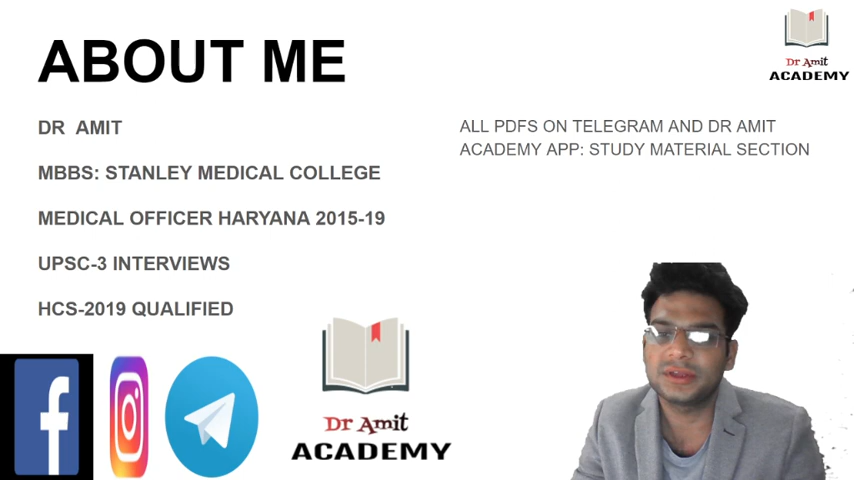 ABOUT ME
DR AMIT
MBBS: STANLEY MEDICAL COLLEGE
MEDICAL OFFICER HARYANA 2015-19
UPSC-3 INTERVIEWS
HCS-2019 QUALIFIED
ALL PDFS ON TELEGRAM AND DR AMIT
ACADEMY APP: STUDY MATERIAL SECTION
Dr Amit
ACADEMY
f
Dr Amit
ACADEMY